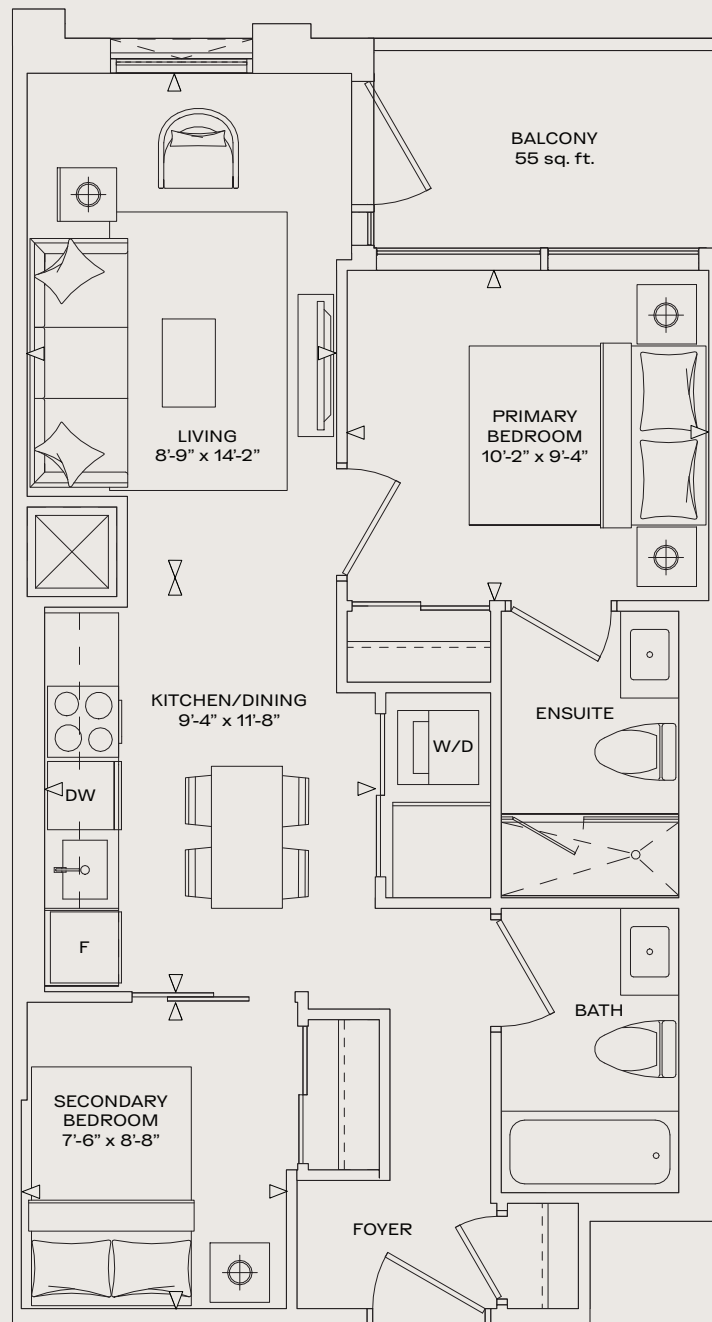 BALCONY
55 sq. ft.
LIVING
8'-9” x 14'-2”
PRIMARY
BEDROOM
10'-2” x 9'-4”
KITCHEN/DINING
9'-4” x 11'-8”
ENSUITE
W/D
DW
F
BATH
SECONDARY
BEDROOM
7'-6” x 8'-8”
FOYER